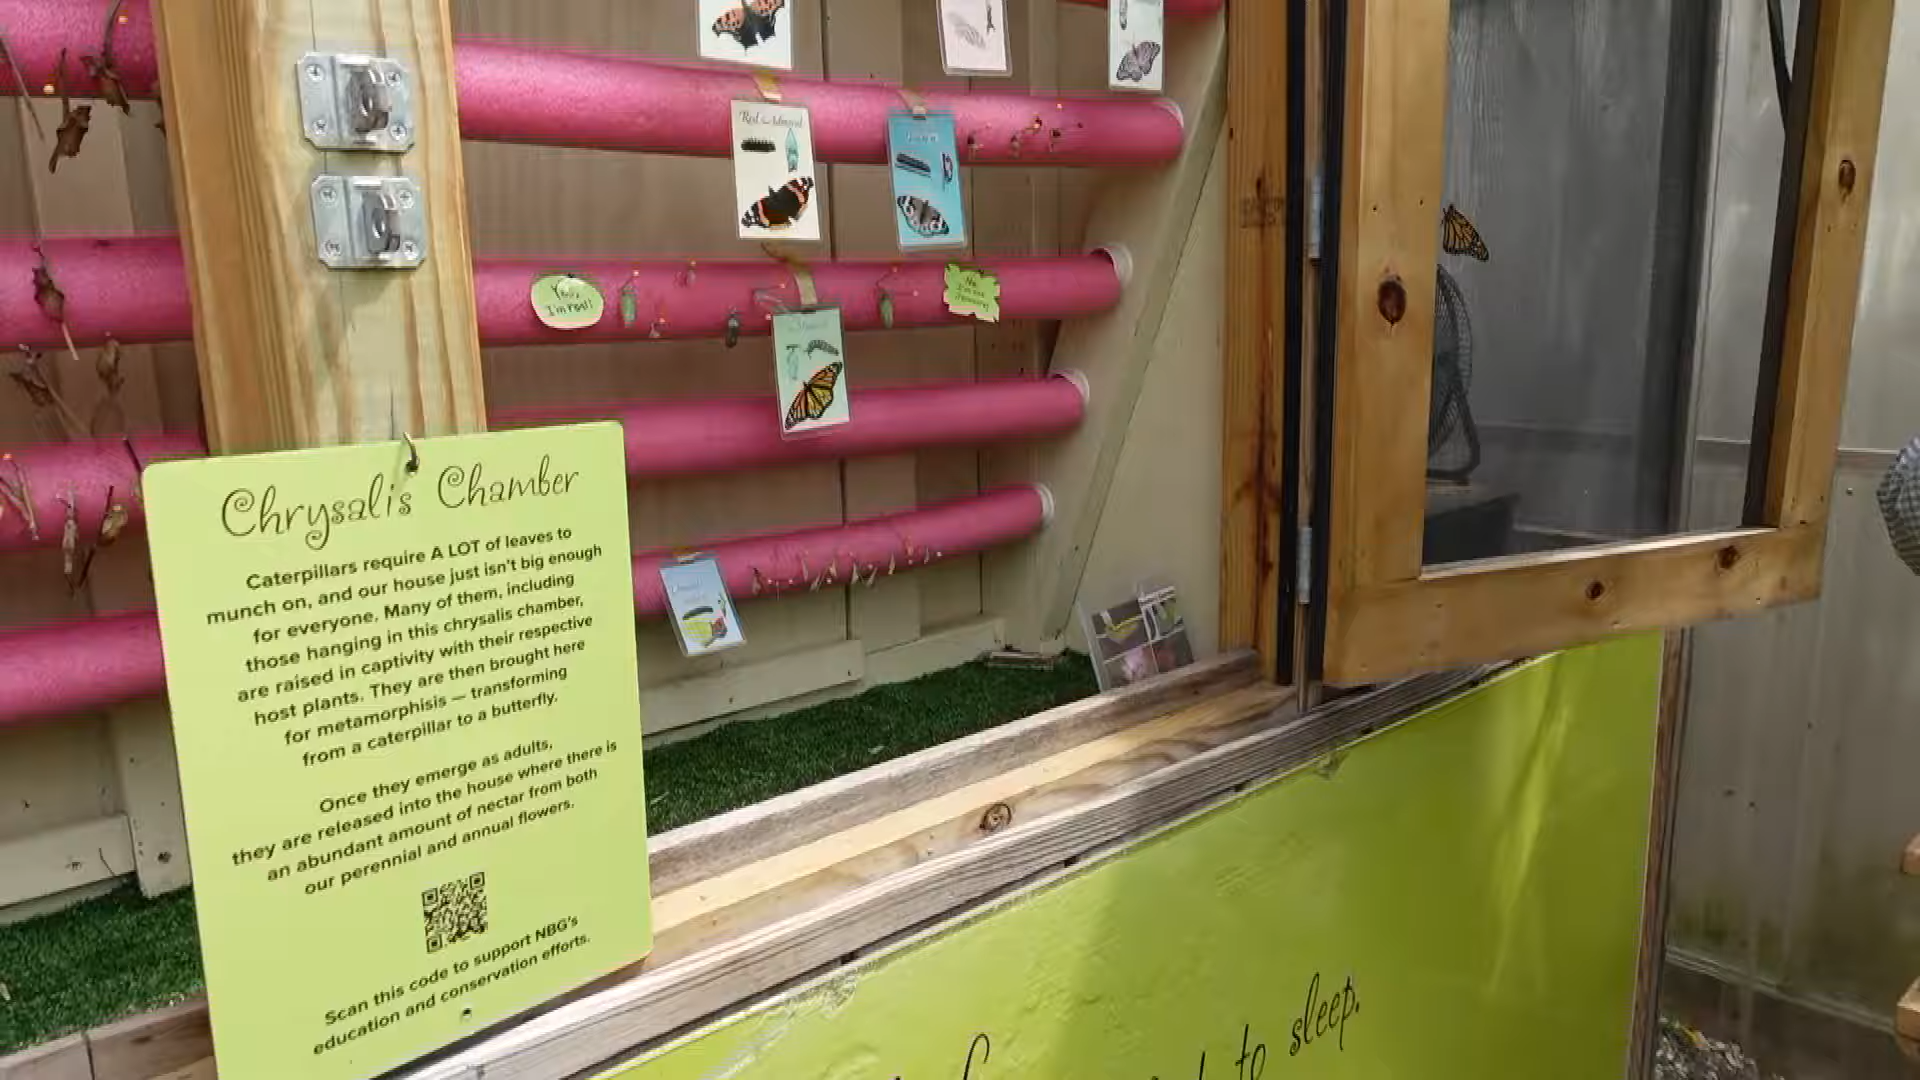 Red Admiral
Yes,
I'm real!
Chrysalis Chamber
Caterpillars require A LOT of leaves to
munch on, and our house just isn't big enough
for everyone. Many of them, including
those hanging in this chrysalis chamber,
are raised in captivity with their respective
host plants. They are then brought here
for metamorphisis — transforming
from a caterpillar to a butterfly.
Once they emerge as adults,
they are released into the house where there is
an abundant amount of nectar from both
our perennial and annual flowers.
Scan this code to support NBG's
education and conservation efforts.
to sleep.